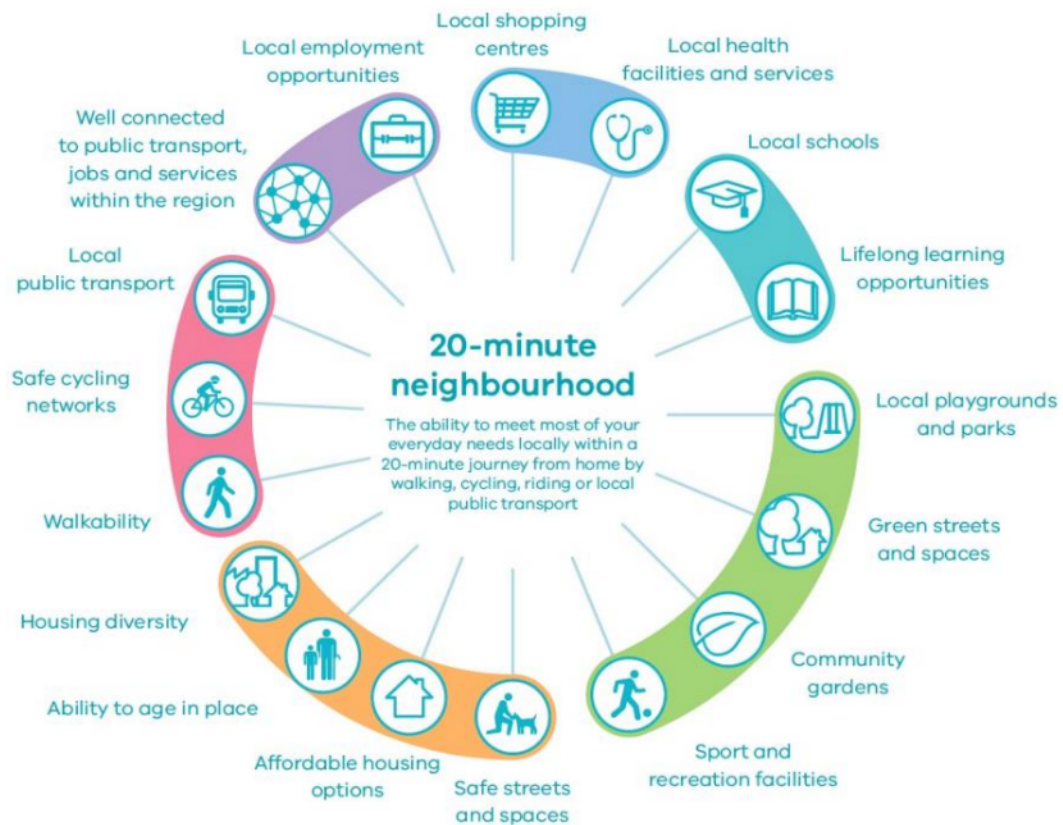 Local shopping
centres
Local health
facilities and services
Local schools
Lifelong learning
opportunities
Local playgrounds
and parks
Green streets
and spaces
Community
gardens
Sport and
recreation facilities
Safe streets
and spaces
Affordable housing
options
Ability to age in place
Housing diversity
Walkability
Safe cycling
networks
Local
public transport
Well connected
to public transport,
jobs and services
within the region
Local employment
opportunities
20-minute
neighbourhood
The ability to meet most of your
everyday needs locally within a
20-minute journey from home by
walking, cycling, riding or local
public transport